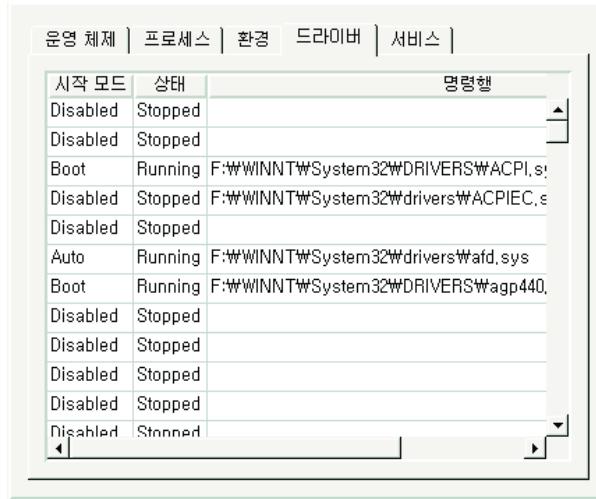 운영 체제 프로세스 환경 드라이버 서비스
시작 모드 상태 명령행
Disabled Stopped
Disabled Stopped
Boot Running F:₩WINNT₩System32₩DRIVERS₩ACPI.sy
Disabled Stopped F:₩WINNT₩System32₩drivers₩ACPIEC.s
Disabled Stopped
Auto Running F:₩WINNT₩System32₩drivers₩afd.sys
Boot Running F:₩WINNT₩System32₩DRIVERS₩agp440.
Disabled Stopped
Disabled Stopped
Disabled Stopped
Disabled Stopped
Disabled Stopped